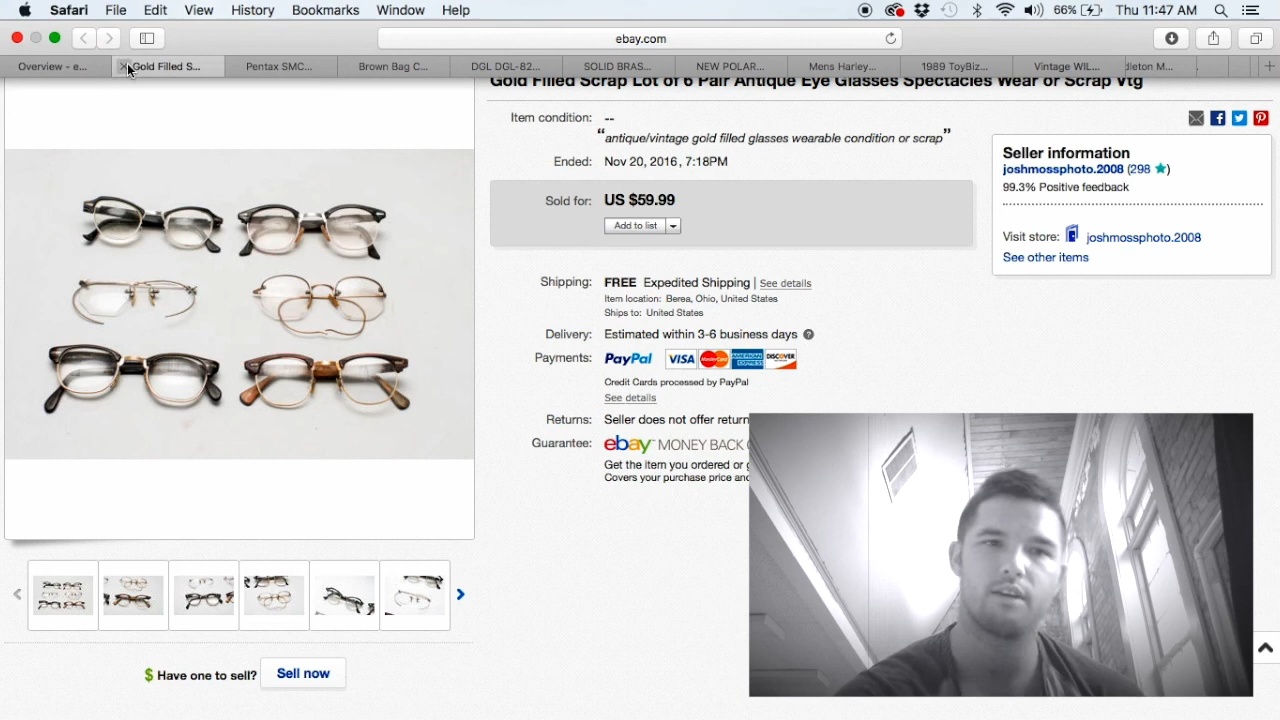 Safari File Edit View History Bookmarks Window Help 66% Thu 11:47 AM
ebay.com
Overview - e... Gold Filled S... Pentax SMC... Brown Bag C... DGL DGL-82... SOLID BRAS... NEW POLAR... Mens Harley... 1989 ToyBiz... Vintage WIL...
Gold Filled Scrap Lot of 6 Pair Antique Eye Glasses Spectacles Wear or Scrap Vtg
Item condition: --
“antique/vintage gold filled glasses wearable condition or scrap”
Ended: Nov 20, 2016 , 7:18PM
Sold for: US $59.99
Add to list
Seller information
joshmossphoto.2008 (298 ★)
99.3% Positive feedback
Visit store: joshmossphoto.2008
See other items
Shipping: FREE Expedited Shipping | See details
Item location: Berea, Ohio, United States
Ships to: United States
Delivery: Estimated within 3-6 business days ?
Payments: PayPal VISA MasterCard AMERICAN EXPRESS DISCOVER
Credit Cards processed by PayPal
See details
Returns: Seller does not offer return
Guarantee: ebay MONEY BACK
Get the item you ordered or
Covers your purchase price and
$ Have one to sell? Sell now